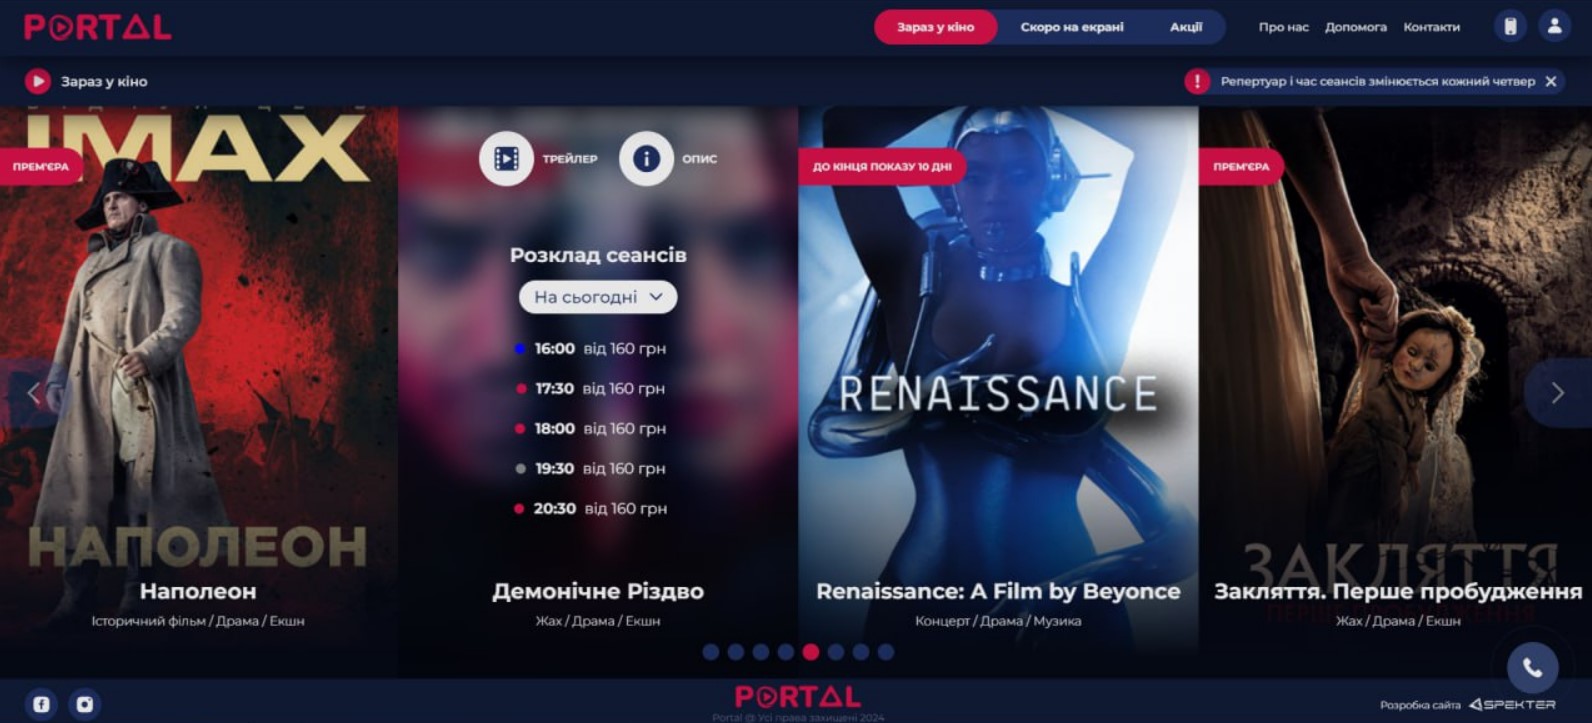 PORTAL
Зараз у кіно
Скоро на екрані
Акції
Про нас
Допомога
Контакти
Зараз у кіно
! Репертуар і час сеансів змінюється кожний четвер ×
IMAX
ПРЕМ'ЄРА
НАПОЛЕОН
Наполеон
Історичний фільм / Драма / Екшн
ТРЕЙЛЕР
i ОПИС
Розклад сеансів
На сьогодні
16:00 від 160 грн
17:30 від 160 грн
18:00 від 160 грн
19:30 від 160 грн
20:30 від 160 грн
Демонічне Різдво
Жах / Драма / Екшн
ДО КІНЦЯ ПОКАЗУ 10 ДНІ
RENAISSANCE
Renaissance: A Film by Beyonce
Концерт / Драма / Музика
ПРЕМ'ЄРА
ЗАКЛЯТТЯ
ПЕРШЕ ПРОБУДЖЕННЯ
Закляття. Перше пробудження
Жах / Драма / Екшн
PORTAL
Portal @ Усі права захищені 2024
Розробка сайта
ASPEKTER